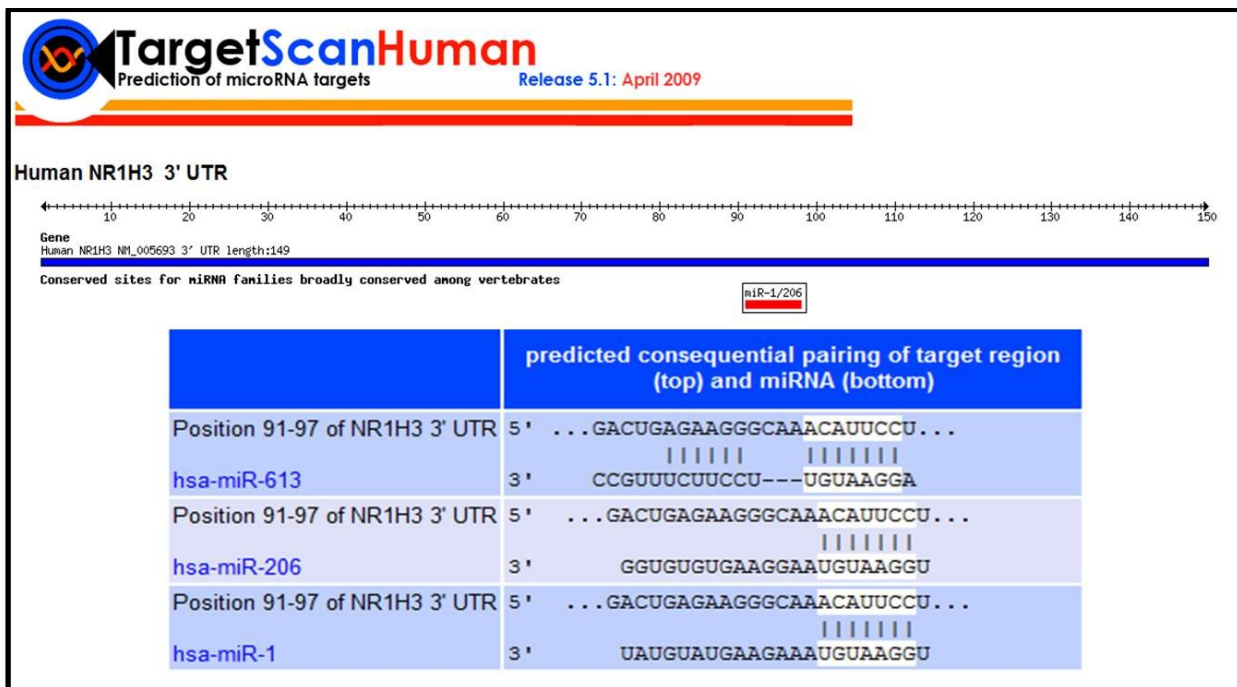 TargetScanHuman
Prediction of microRNA targets Release 5.1: April 2009
Human NR1H3 3' UTR
10 20 30 40 50 60 70 80 90 100 110 120 130 140 150
Gene
Human NR1H3 NM_005693 3' UTR length:149
Conserved sites for miRNA families broadly conserved among vertebrates
miR-1/206
predicted consequential pairing of target region
(top) and miRNA (bottom)
Position 91-97 of NR1H3 3' UTR 5' ...GACUGAGAAGGGCAAACAUUCCU...
|||||| |||||||
hsa-miR-613 3' CCGUUUCUUCCU---UGUAAGGA
Position 91-97 of NR1H3 3' UTR 5' ...GACUGAGAAGGGCAAACAUUCCU...
|||||||
hsa-miR-206 3' GGUGUGUGAAGGAAUGUAAGGU
Position 91-97 of NR1H3 3' UTR 5' ...GACUGAGAAGGGCAAACAUUCCU...
|||||||
hsa-miR-1 3' UAUGUAUGAAGAAAUGUAAGGU